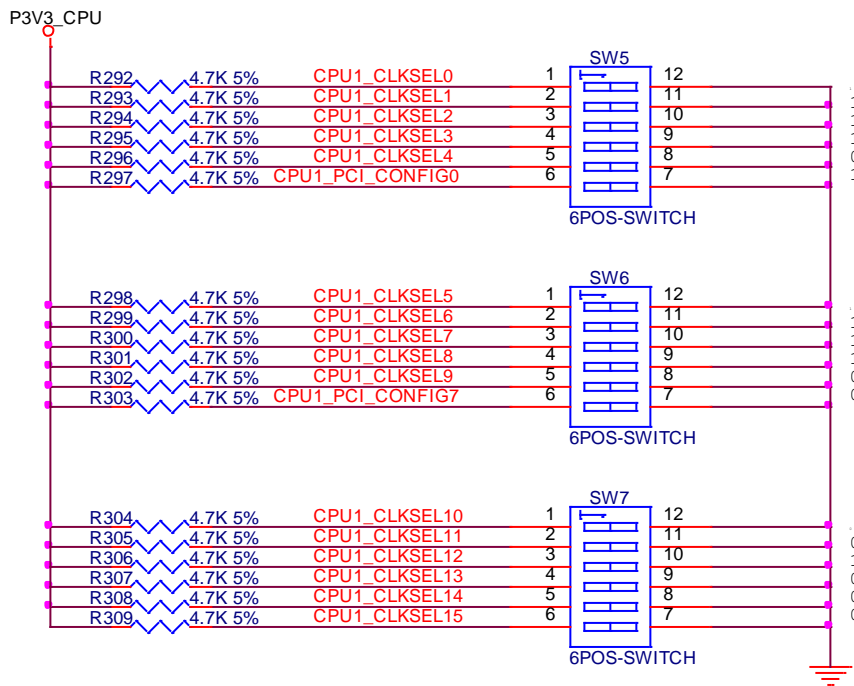 P3V3_CPU
SW5
R292 4.7K 5% CPU1_CLKSEL0 1 12
R293 4.7K 5% CPU1_CLKSEL1 2 11
R294 4.7K 5% CPU1_CLKSEL2 3 10
R295 4.7K 5% CPU1_CLKSEL3 4 9
R296 4.7K 5% CPU1_CLKSEL4 5 8
R297 4.7K 5% CPU1_PCI_CONFIG0 6 7
6POS-SWITCH
SW6
R298 4.7K 5% CPU1_CLKSEL5 1 12
R299 4.7K 5% CPU1_CLKSEL6 2 11
R300 4.7K 5% CPU1_CLKSEL7 3 10
R301 4.7K 5% CPU1_CLKSEL8 4 9
R302 4.7K 5% CPU1_CLKSEL9 5 8
R303 4.7K 5% CPU1_PCI_CONFIG7 6 7
6POS-SWITCH
SW7
R304 4.7K 5% CPU1_CLKSEL10 1 12
R305 4.7K 5% CPU1_CLKSEL11 2 11
R306 4.7K 5% CPU1_CLKSEL12 3 10
R307 4.7K 5% CPU1_CLKSEL13 4 9
R308 4.7K 5% CPU1_CLKSEL14 5 8
R309 4.7K 5% CPU1_CLKSEL15 6 7
6POS-SWITCH